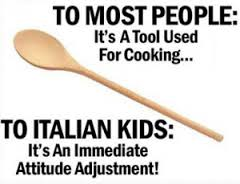 TO MOST PEOPLE:
It's A Tool Used
For Cooking...
TO ITALIAN KIDS:
It's An Immediate
Attitude Adjustment!